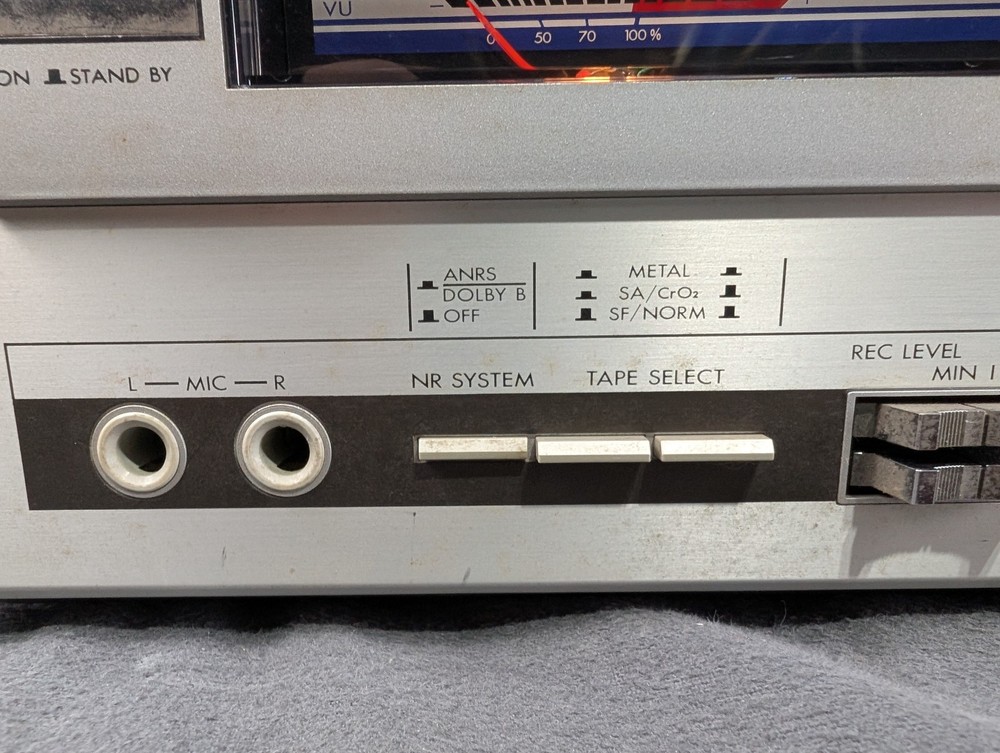 VU
0 50 70 100 %
ON STAND BY
ANRS
DOLBY B
OFF
METAL
SA/CrO₂
SF/NORM
REC LEVEL
MIN 1
L — MIC — R
NR SYSTEM
TAPE SELECT